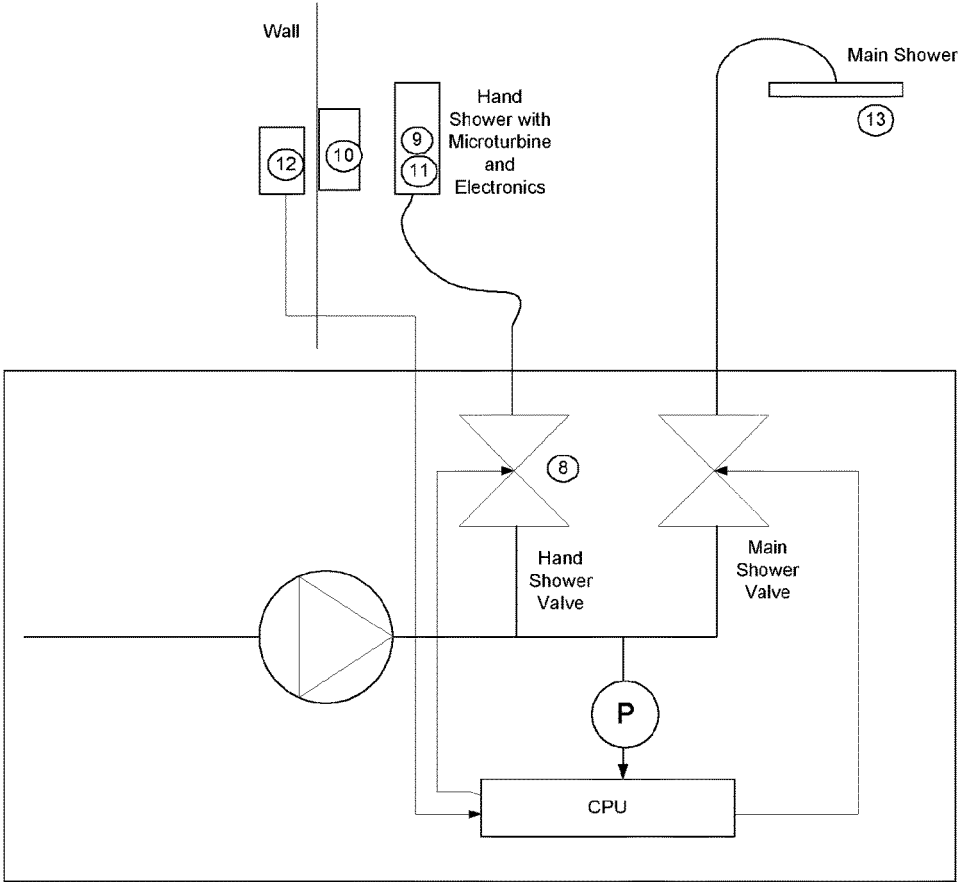 Wall
Main Shower
13
Hand
Shower with
Microturbine
and
Electronics
9
11
10
12
8
Hand
Shower
Valve
Main
Shower
Valve
P
CPU